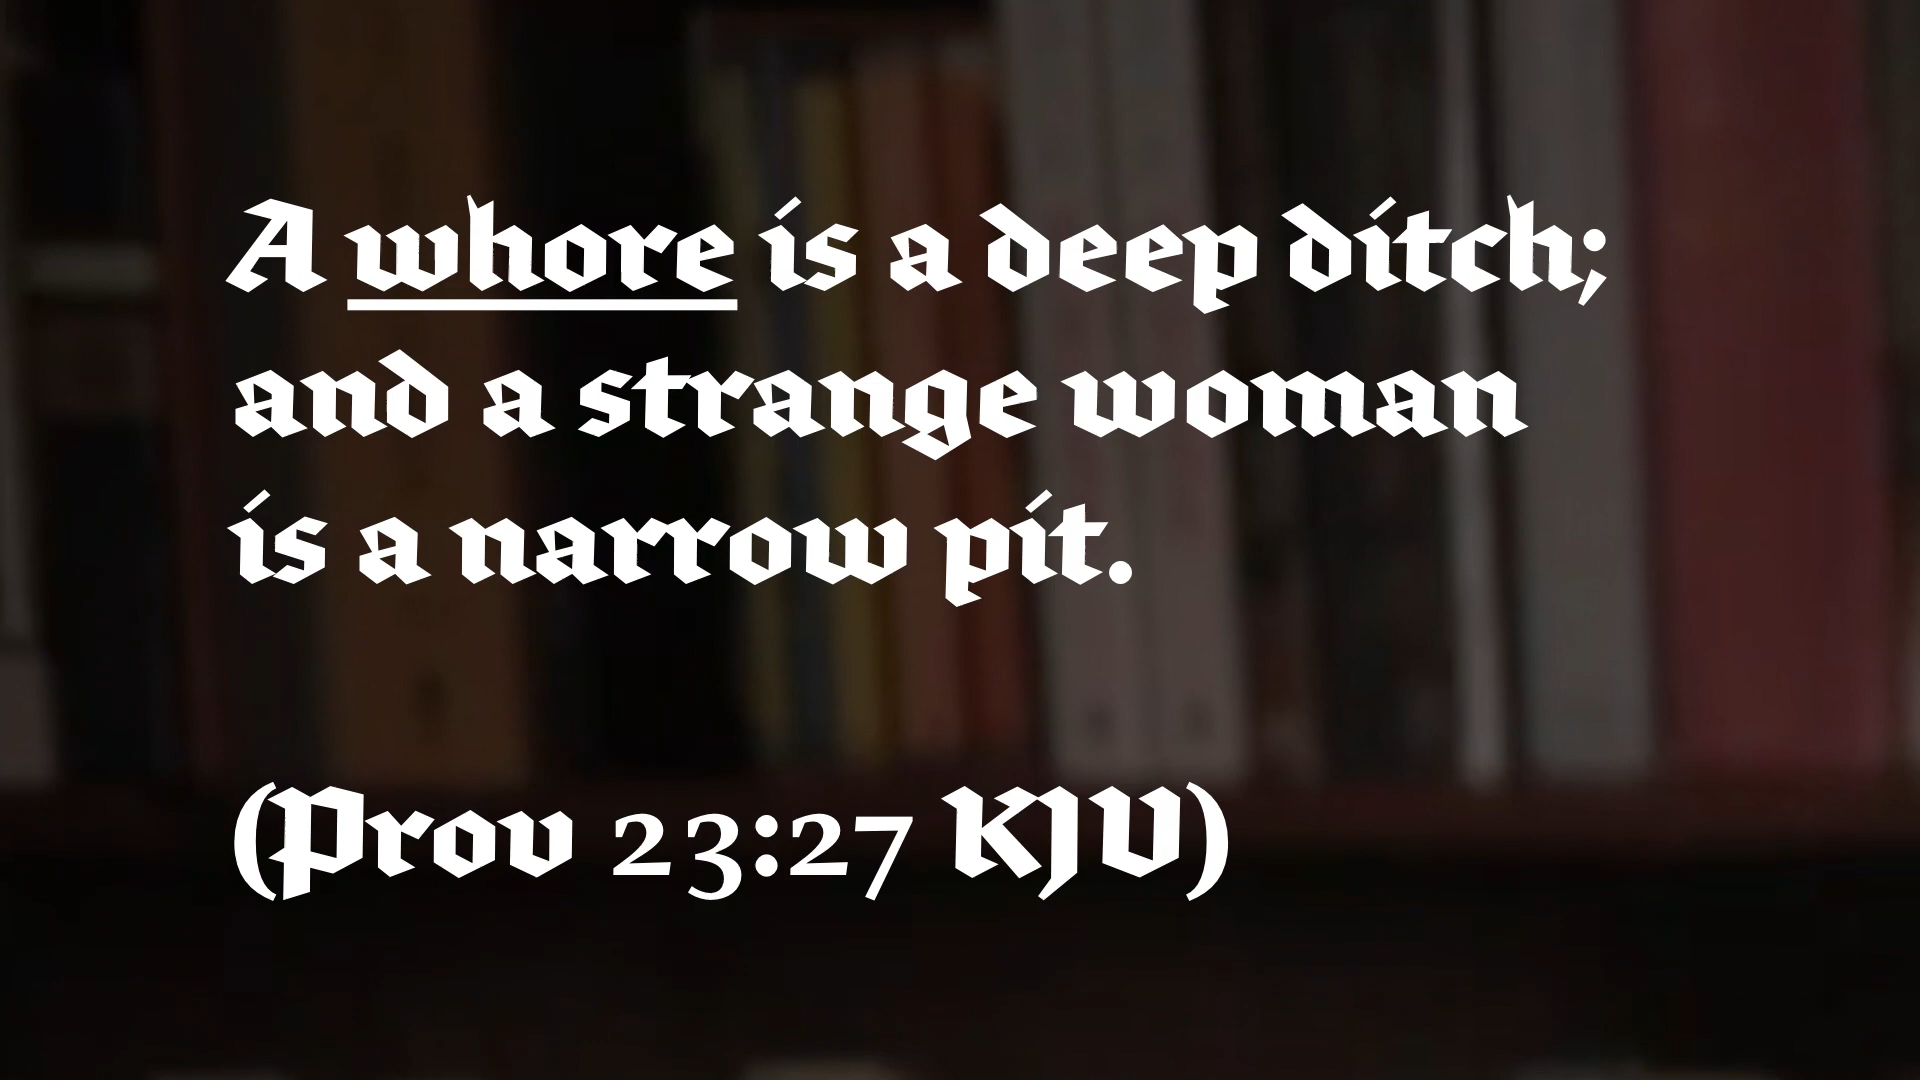 A whore is a deep ditch;
and a strange woman
is a narrow pit.
(Prov 23:27 KJV)